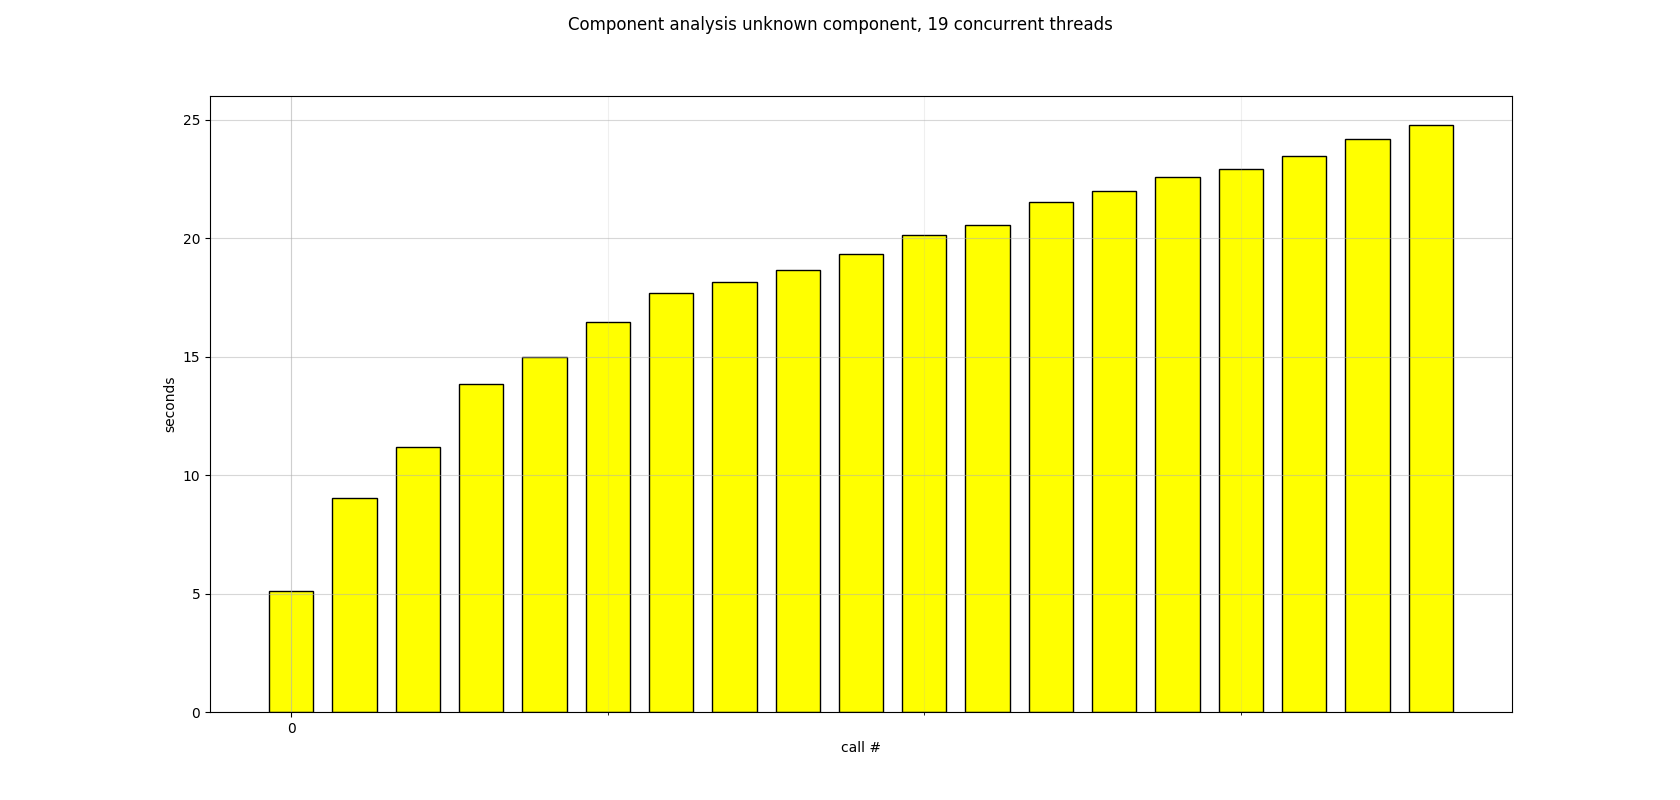 Component analysis unknown component, 19 concurrent threads
25
20
15
10
5
0
seconds
0
call #